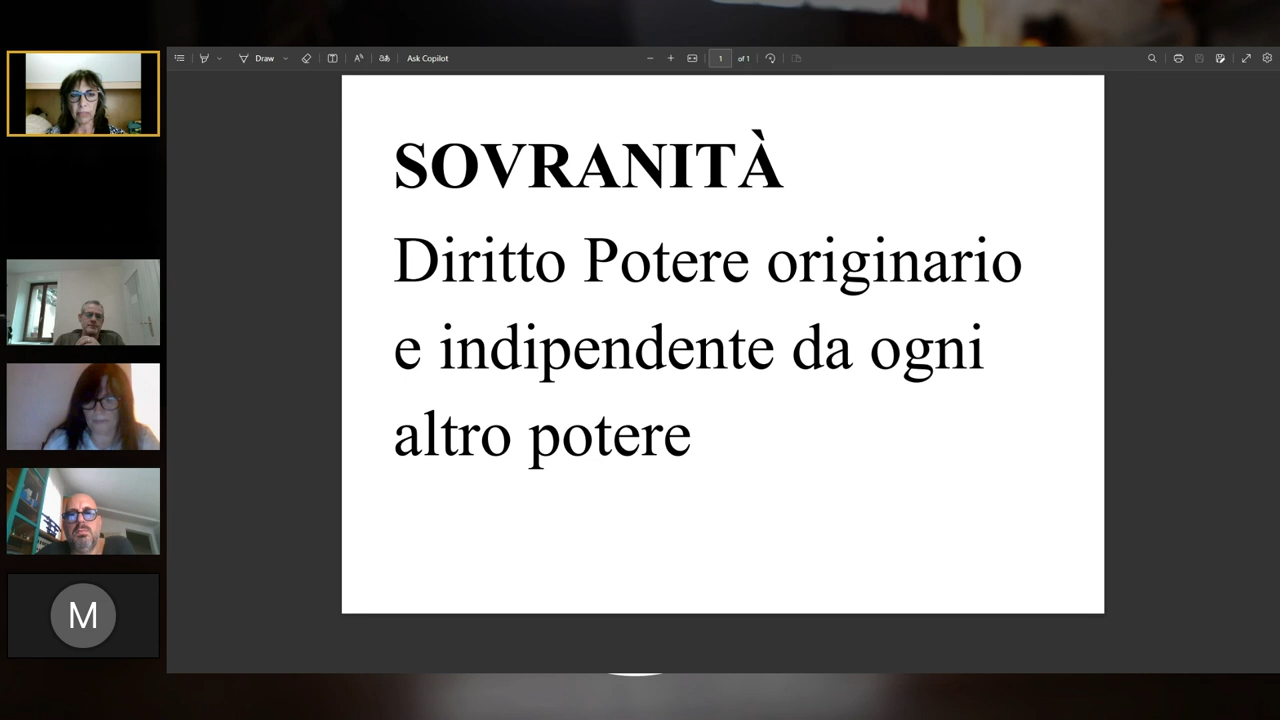 Draw
Ask Copilot
1 of 1
SOVRANITÀ
Diritto Potere originario
e indipendente da ogni
altro potere
M